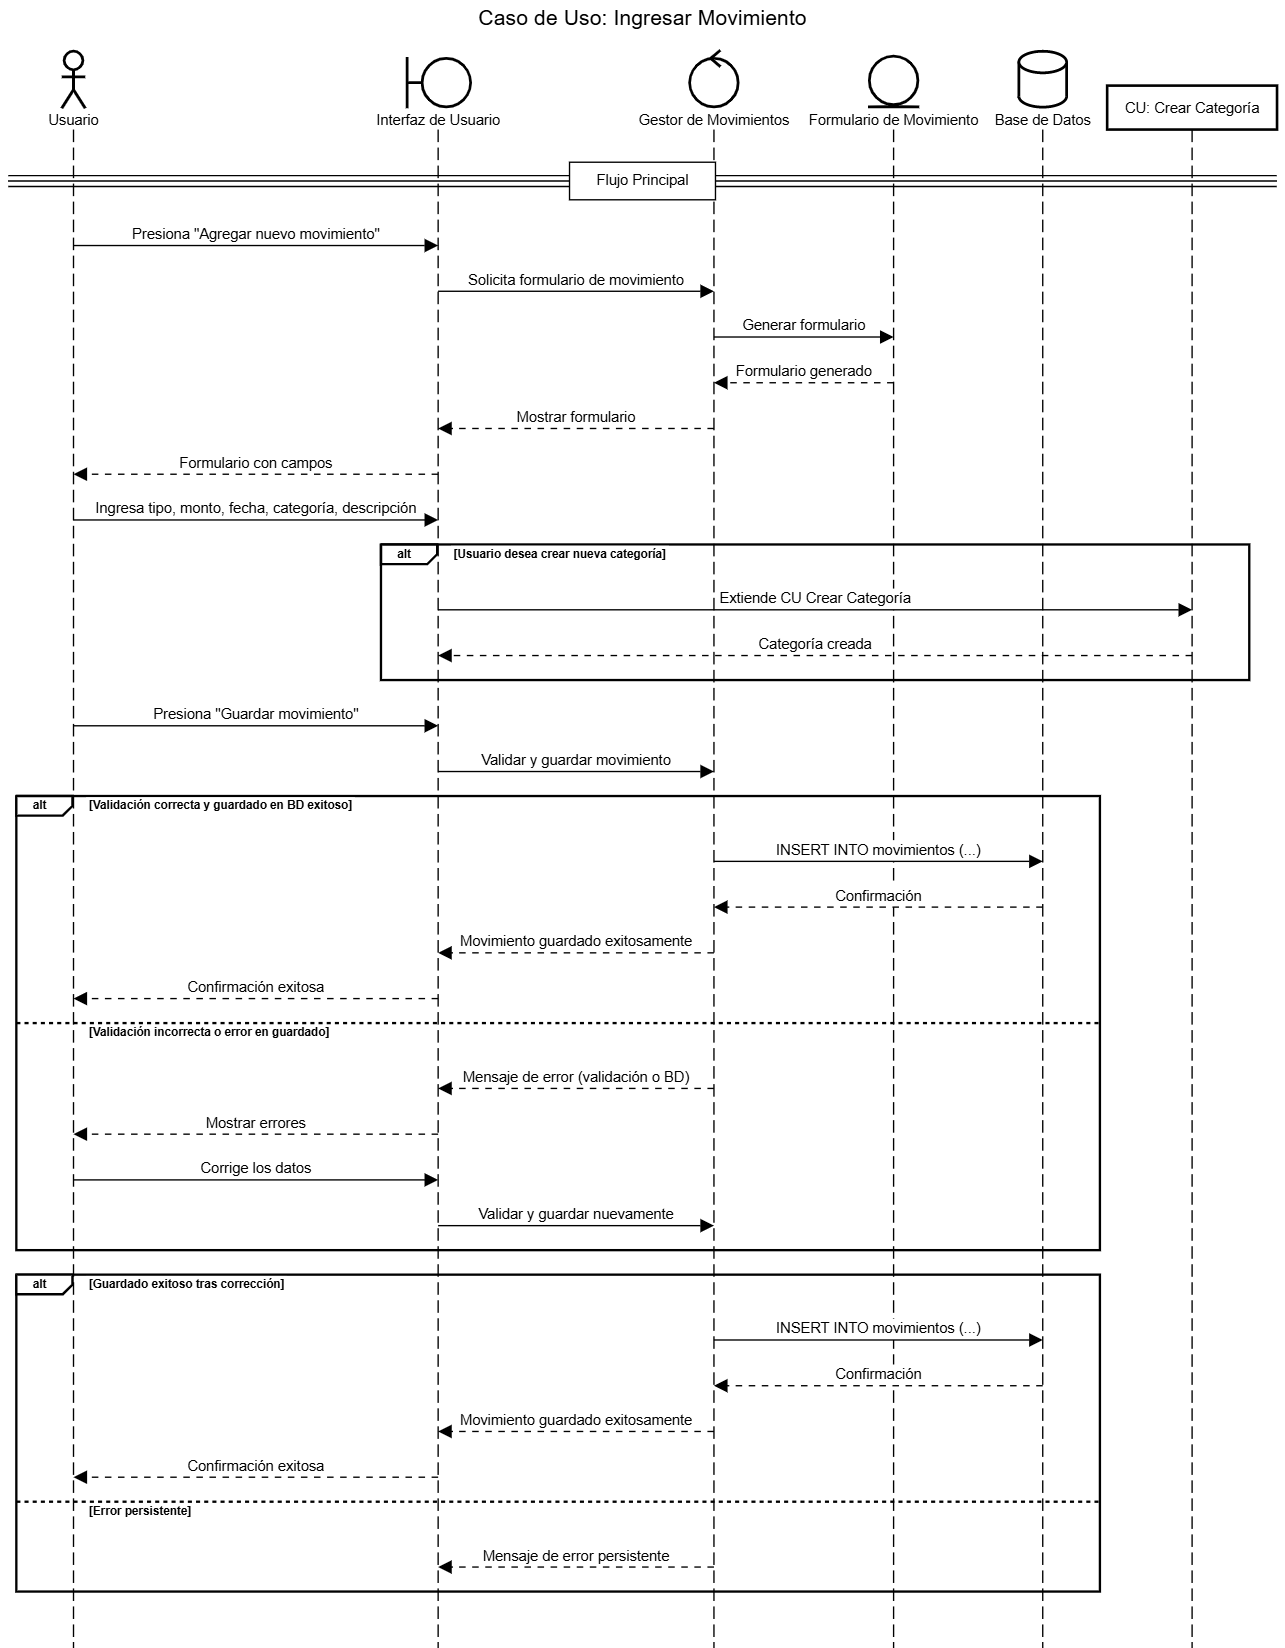 Caso de Uso: Ingresar Movimiento
Usuario
Interfaz de Usuario
Gestor de Movimientos
Formulario de Movimiento
Base de Datos
CU: Crear Categoría
Flujo Principal
Presiona "Agregar nuevo movimiento"
Solicita formulario de movimiento
Generar formulario
Formulario generado
Mostrar formulario
Formulario con campos
Ingresa tipo, monto, fecha, categoría, descripción
alt
[Usuario desea crear nueva categoría]
Extiende CU Crear Categoría
Categoría creada
Presiona "Guardar movimiento"
Validar y guardar movimiento
alt
[Validación correcta y guardado en BD exitoso]
INSERT INTO movimientos (...)
Confirmación
Movimiento guardado exitosamente
Confirmación exitosa
[Validación incorrecta o error en guardado]
Mensaje de error (validación o BD)
Mostrar errores
Corrige los datos
Validar y guardar nuevamente
alt
[Guardado exitoso tras corrección]
INSERT INTO movimientos (...)
Confirmación
Movimiento guardado exitosamente
Confirmación exitosa
[Error persistente]
Mensaje de error persistente